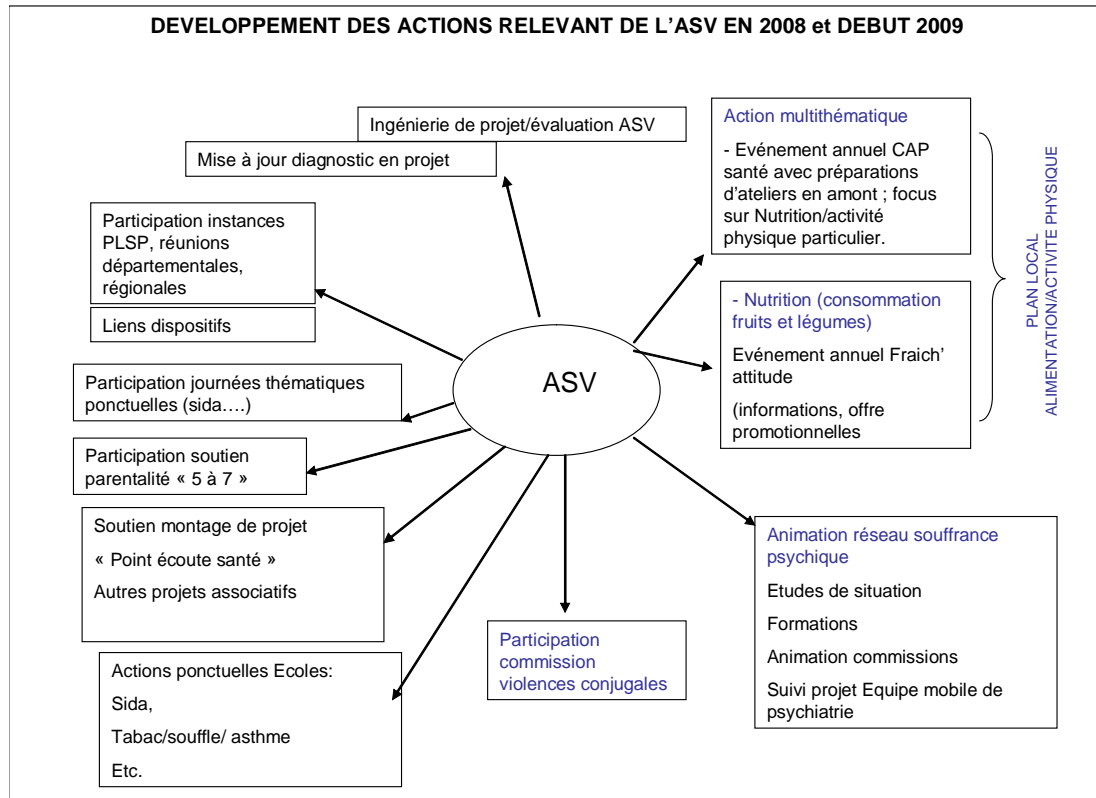 DEVELOPPEMENT DES ACTIONS RELEVANT DE L'ASV EN 2008 et DEBUT 2009
Ingénierie de projet/évaluation ASV
Mise à jour diagnostic en projet
Participation instances
PLSP, réunions
départementales,
régionales
Liens dispositifs
Participation journées thématiques
ponctuelles (sida….)
Participation soutien
parentalité « 5 à 7 »
Soutien montage de projet
« Point écoute santé »
Autres projets associatifs
Actions ponctuelles Ecoles:
Sida,
Tabac/souffle/ asthme
Etc.
ASV
Participation
commission
violences conjugales
Action multithématique
- Evénement annuel CAP
santé avec préparations
d'ateliers en amont ; focus
sur Nutrition/activité
physique particulier.
- Nutrition (consommation
fruits et légumes)
Evénement annuel Fraich'
attitude
(informations, offre
promotionnelles
PLAN LOCAL
ALIMENTATION/ACTIVITE PHYSIQUE
Animation réseau souffrance
psychique
Etudes de situation
Formations
Animation commissions
Suivi projet Equipe mobile de
psychiatrie